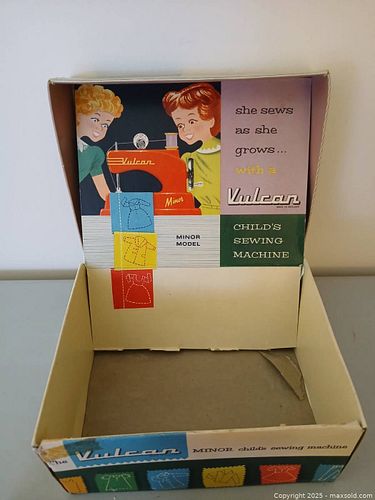 she sews
as she
grows...
with a
Vulcan
CHILD'S
SEWING
MACHINE
Vulcan
Minor
MINOR
MODEL
The Vulcan MINOR child's sewing machine
Copyright © 2025 - maxsold.com